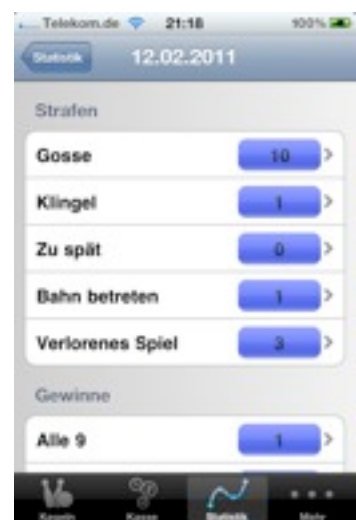 Telekom.de 21:18 100%
Statistik 12.02.2011
Strafen
Gosse 10
Klingel 1
Zu spät 0
Bahn betreten 1
Verlorenes Spiel 3
Gewinne
Alle 9 1
Kegeln Kasse Statistik Mehr